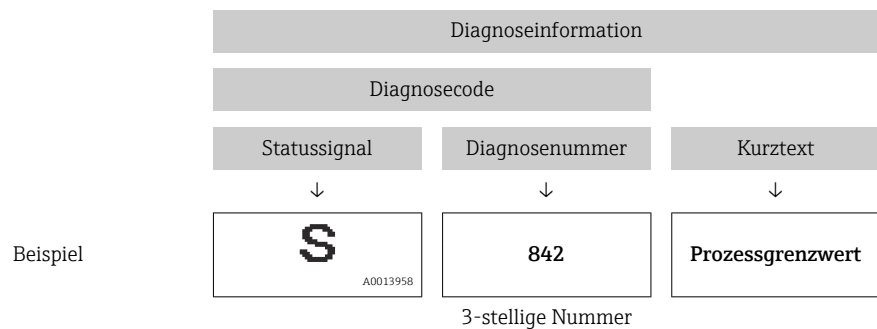 Diagnoseinformation
Diagnosecode
Statussignal Diagnosenummer Kurztext
↓ ↓ ↓
Beispiel S 842 Prozessgrenzwert
A0013958
3-stellige Nummer